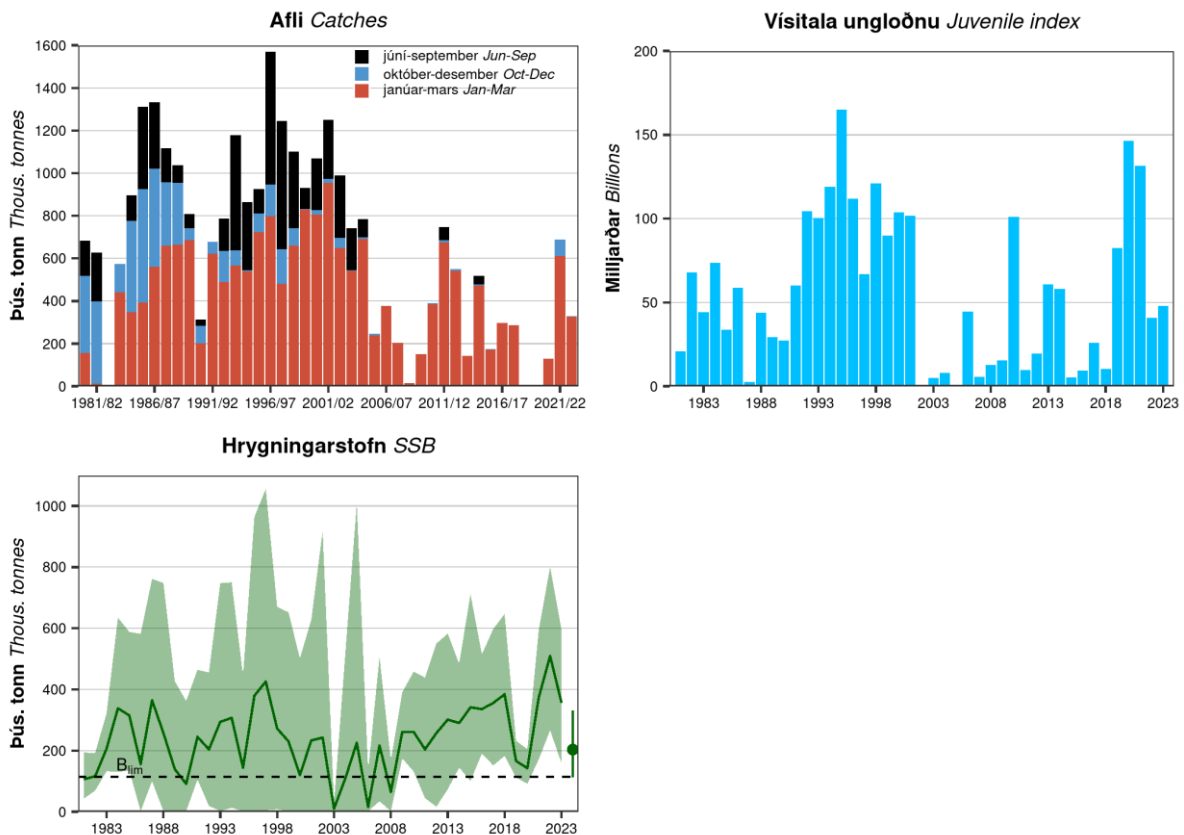 Afli Catches
Þús. tonn Thous. tonnes
1600
1400
1200
1000
800
600
400
200
0
júní-september Jun-Sep
október-desember Oct-Dec
janúar-mars Jan-Mar
1981/82 1986/87 1991/92 1996/97 2001/02 2006/07 2011/12 2016/17 2021/22
Vísitala ungloðnu Juvenile index
Milljarðar Billions
200
150
100
50
0
1983 1988 1993 1998 2003 2008 2013 2018 2023
Hrygningarstofn SSB
Þús. tonn Thous. tonnes
1000
800
600
400
200
0
Blim
1983 1988 1993 1998 2003 2008 2013 2018 2023